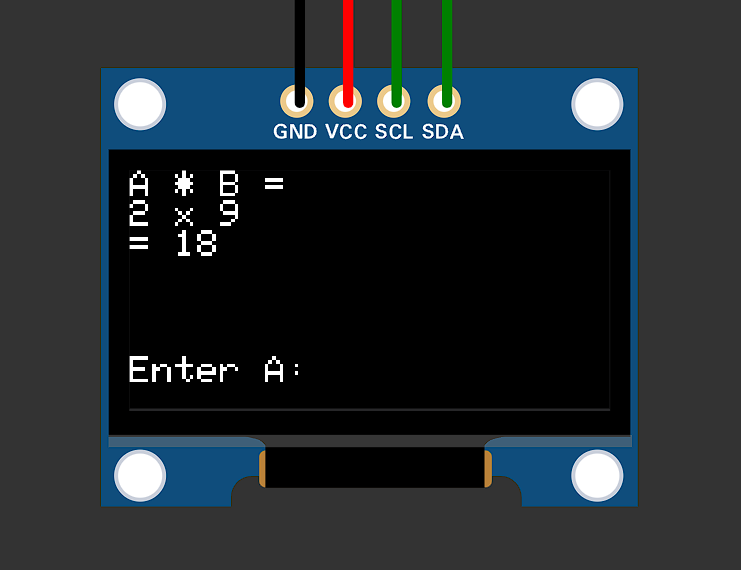 GND VCC SCL SDA
A * B =
2 x 9
= 18
Enter A: